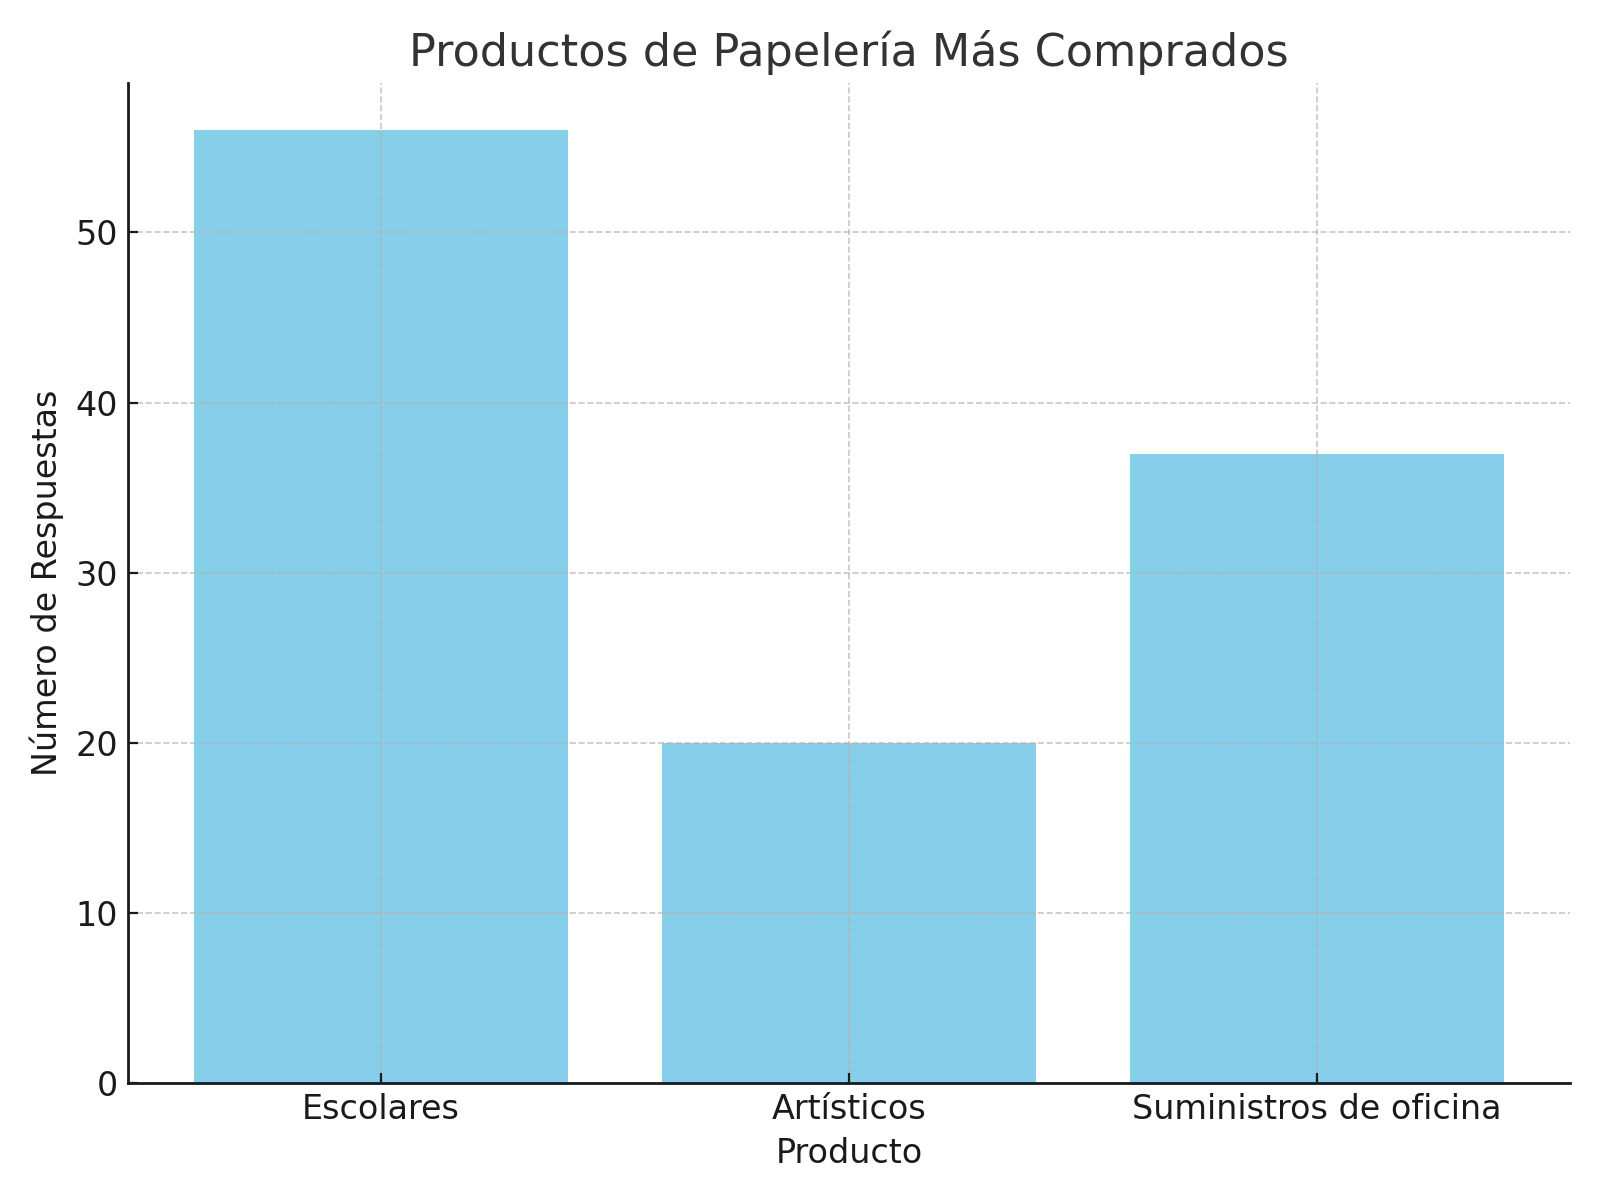 Productos de Papelería Más Comprados
Número de Respuestas
50
40
30
20
10
0
Escolares
Artísticos
Suministros de oficina
Producto